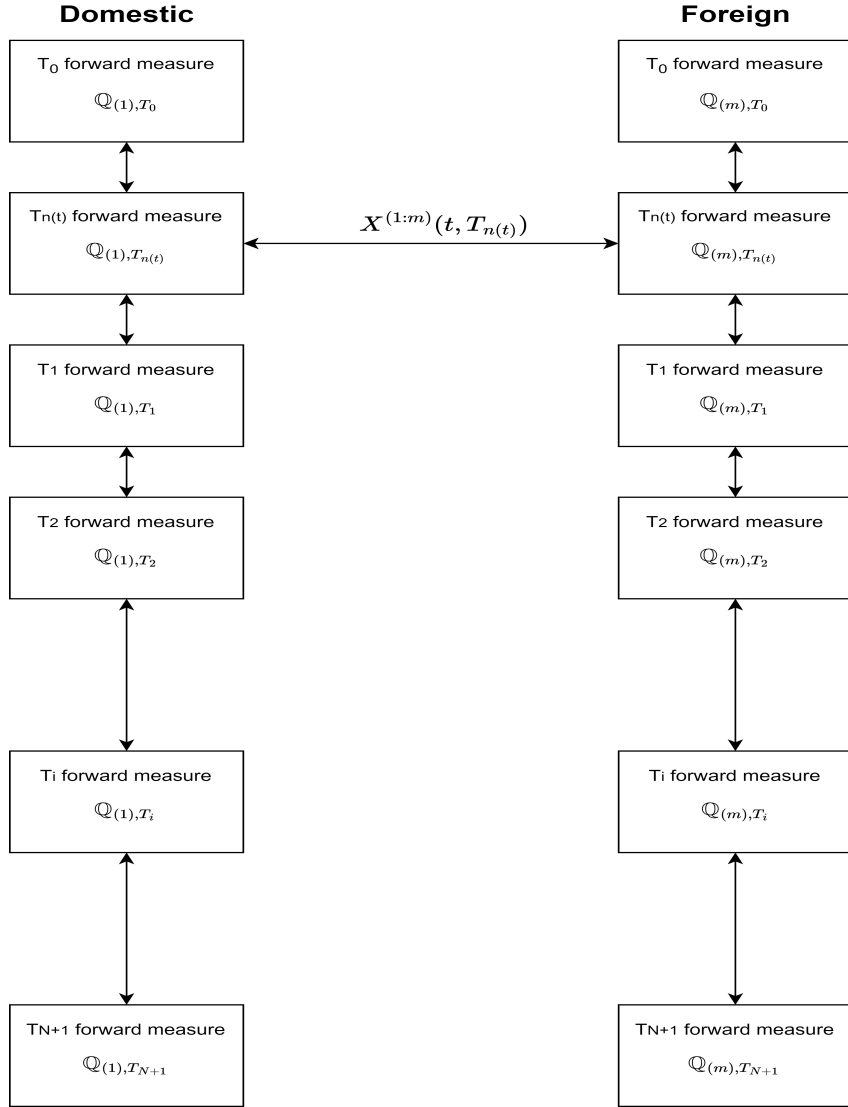 Domestic
Foreign
T₀ forward measure
ℚ₍₁₎,T₀
T₀ forward measure
ℚ₍ₘ₎,T₀
Tn(t) forward measure
ℚ₍₁₎,Tn(t)
X^(1:m)(t, Tn(t))
Tn(t) forward measure
ℚ₍ₘ₎,Tn(t)
T1 forward measure
ℚ₍₁₎,T₁
T1 forward measure
ℚ₍ₘ₎,T₁
T2 forward measure
ℚ₍₁₎,T₂
T2 forward measure
ℚ₍ₘ₎,T₂
Ti forward measure
ℚ₍₁₎,Tᵢ
Ti forward measure
ℚ₍ₘ₎,Tᵢ
TN+1 forward measure
ℚ₍₁₎,TN+1
TN+1 forward measure
ℚ₍ₘ₎,TN+1